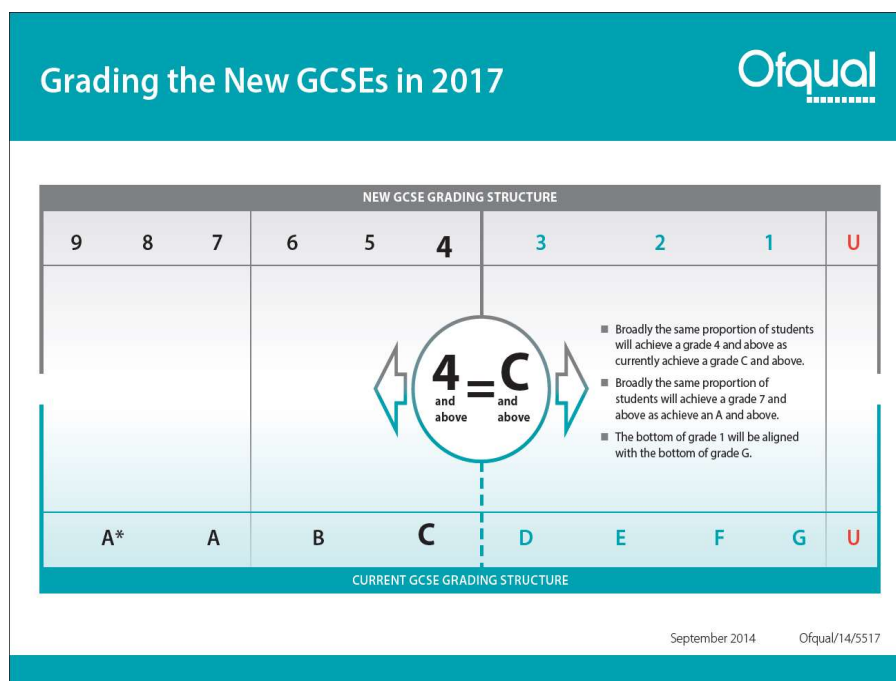 Grading the New GCSEs in 2017
Ofqual
NEW GCSE GRADING STRUCTURE
9 8 7 6 5 4 3 2 1 U
4 = C
and above and above
■ Broadly the same proportion of students
will achieve a grade 4 and above as
currently achieve a grade C and above.
■ Broadly the same proportion of
students will achieve a grade 7 and
above as achieve an A and above.
■ The bottom of grade 1 will be aligned
with the bottom of grade G.
A* A B C D E F G U
CURRENT GCSE GRADING STRUCTURE
September 2014 Ofqual/14/5517